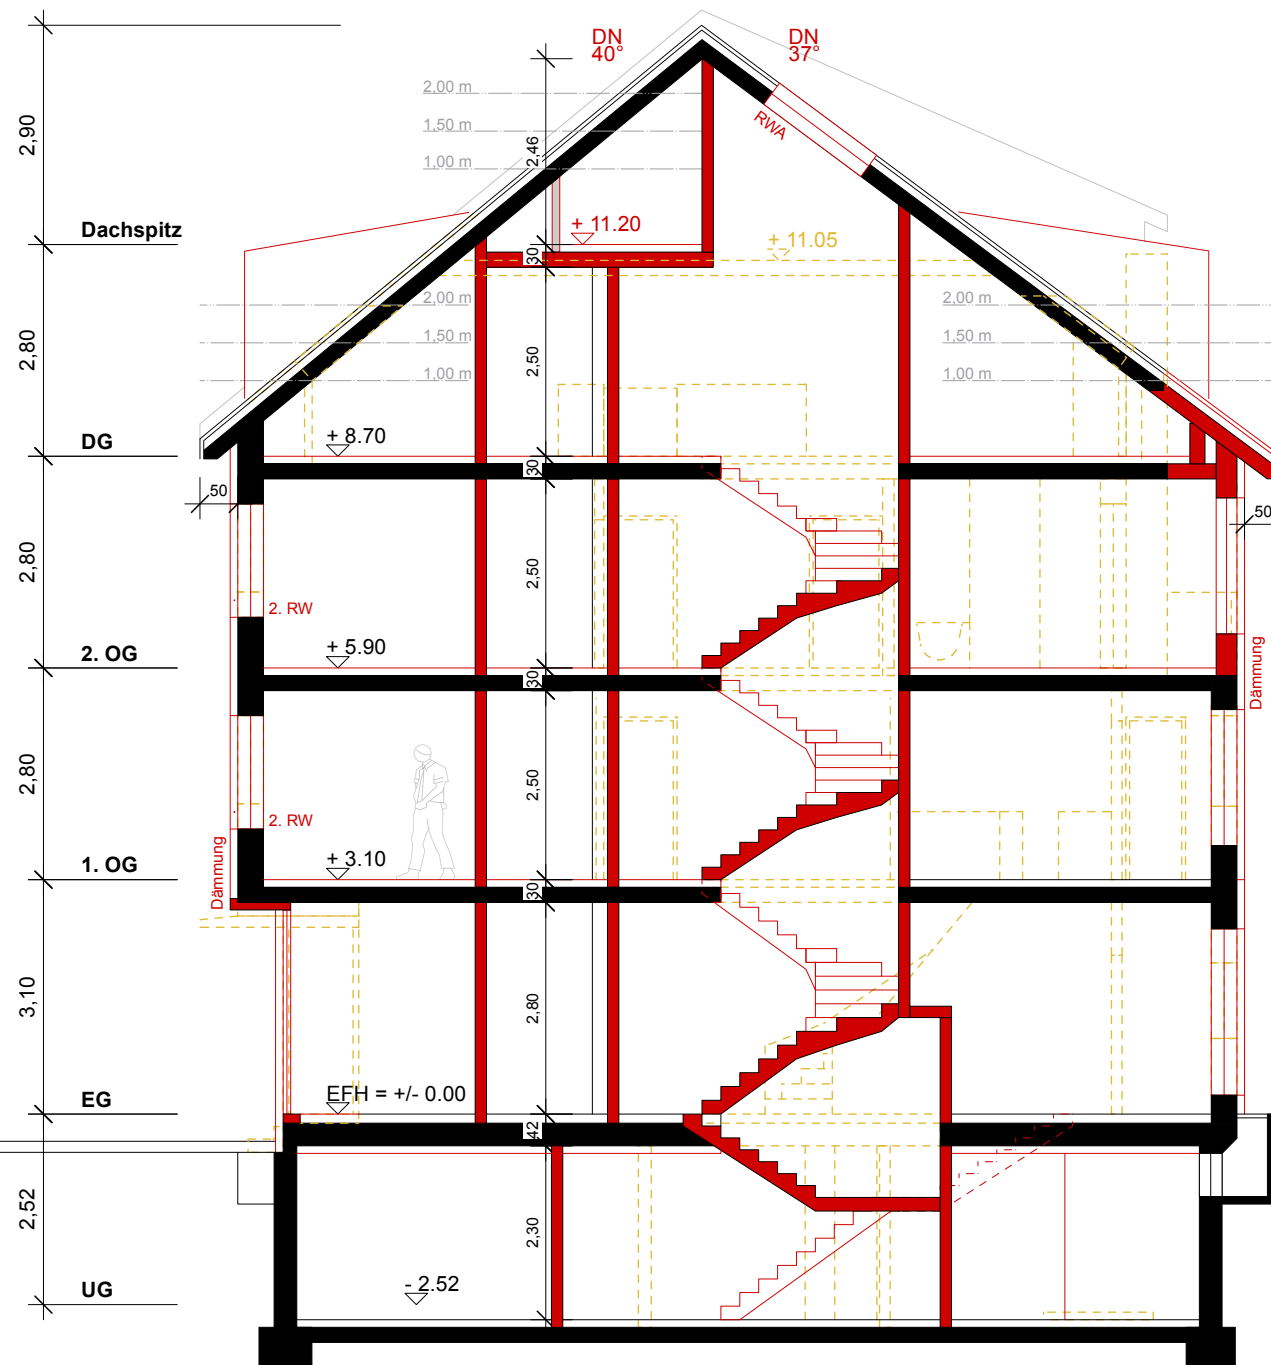 DN
40°
DN
37°
2,00 m
1,50 m
1,00 m
2,90
2,46
RWA
Dachspitz
+ 11.20
+ 11.05
30
2,00 m
1,50 m
1,00 m
2,00 m
1,50 m
1,00 m
2,80
2,50
DG
+ 8.70
30
50
50
2,80
2,50
2. RW
2. OG
+ 5.90
30
Dämmung
2,80
2,50
2. RW
Dämmung
1. OG
+ 3.10
30
3,10
2,80
EG
EFH = +/- 0.00
42
2,52
2,30
UG
- 2.52